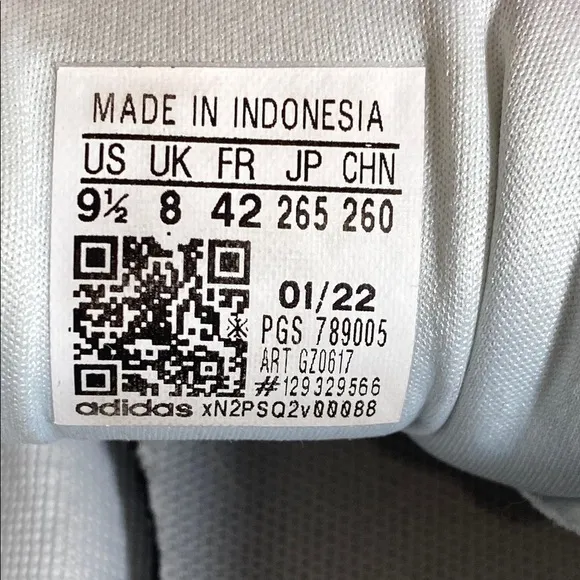 MADE IN INDONESIA
US UK FR JP CHN
9½ 8 42 265 260
01/22
PGS 789005
ART GZ0617
#129329566
adidas xN2PSQ2v00088